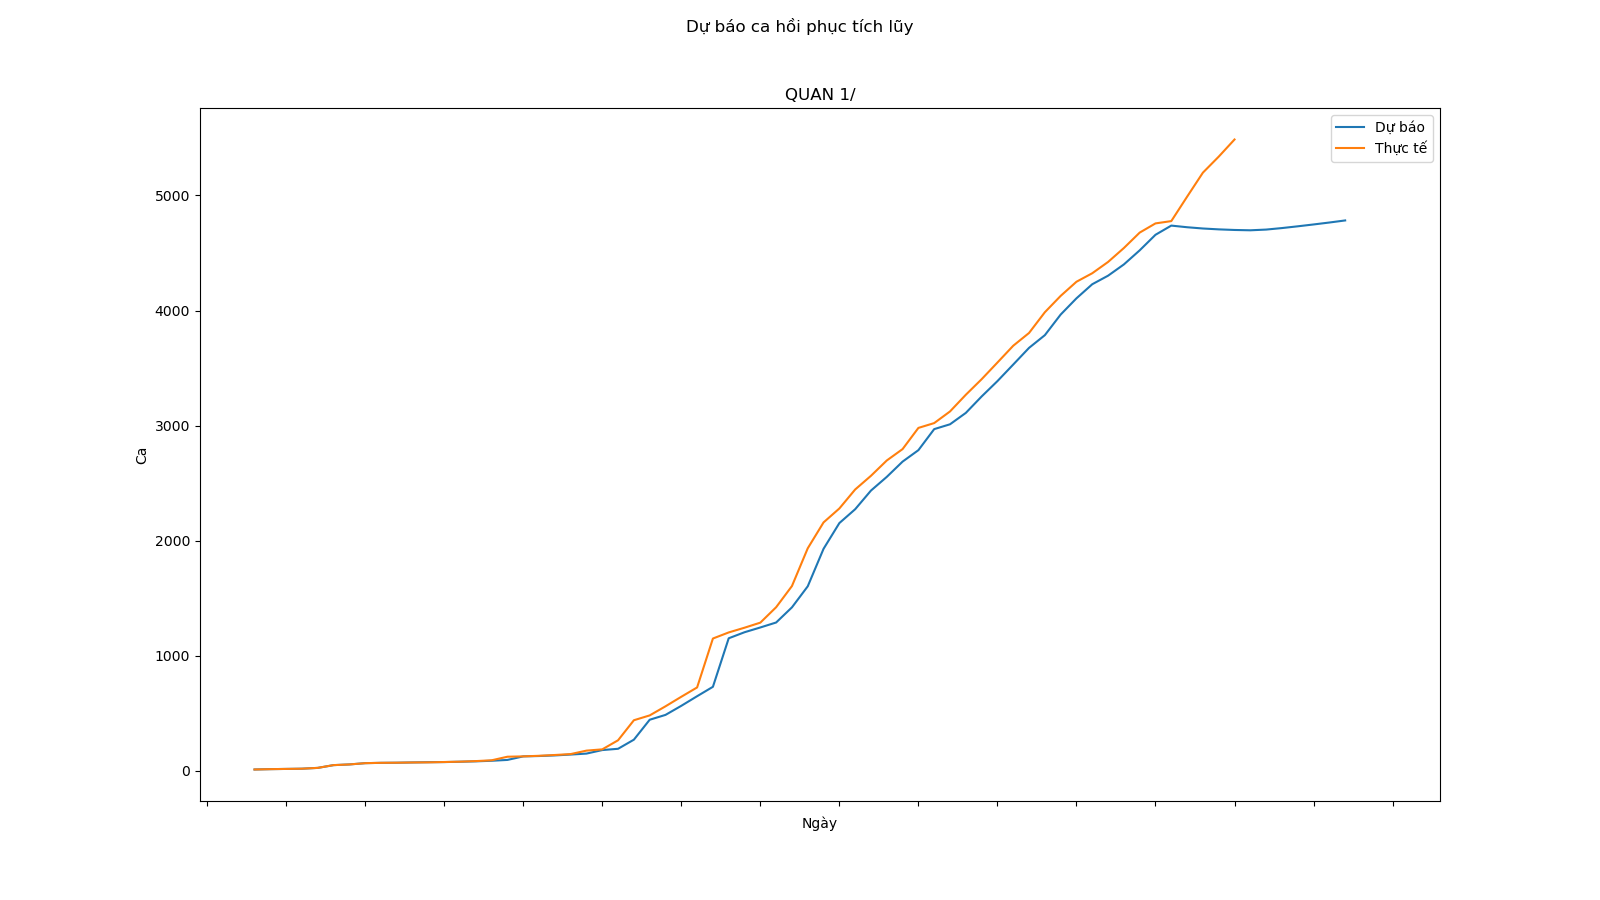 Dự báo ca hồi phục tích lũy
QUAN 1/
Dự báo
Thực tế
5000
4000
3000
2000
1000
0
Ca
Ngày